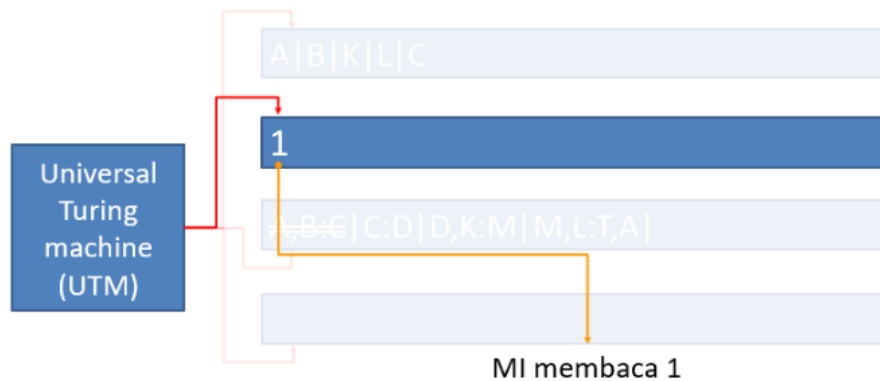 A|B|K|L|C
1
Universal
Turing
machine
(UTM)
A,B:C|C:D|D,K:M|M,L:T,A|
MI membaca 1